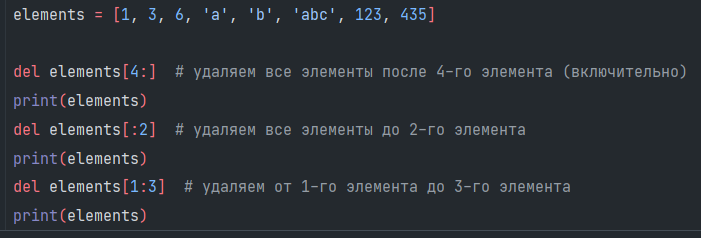 elements = [1, 3, 6, 'a', 'b', 'abc', 123, 435]
del elements[4:]  # удаляем все элементы после 4-го элемента (включительно)
print(elements)
del elements[:2]  # удаляем все элементы до 2-го элемента
print(elements)
del elements[1:3]  # удаляем от 1-го элемента до 3-го элемента
print(elements)